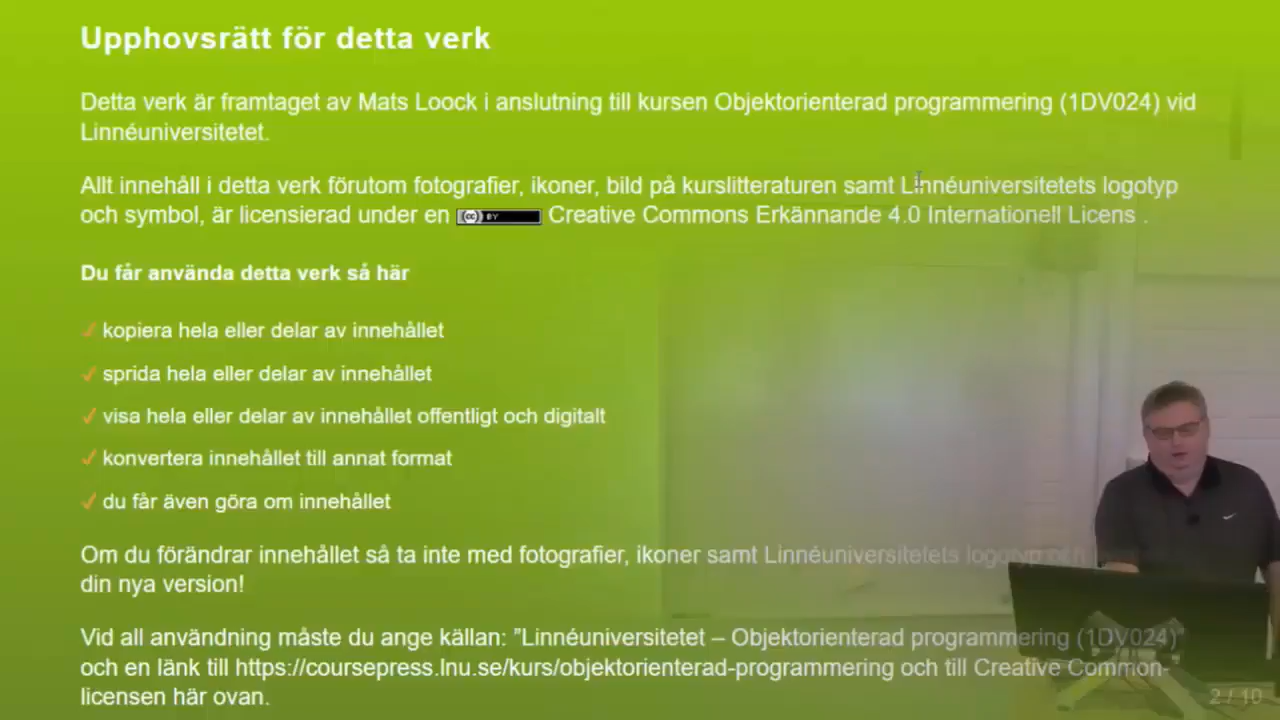 Upphovsrätt för detta verk
Detta verk är framtaget av Mats Loock i anslutning till kursen Objektorienterad programmering (1DV024) vid
Linnéuniversitetet.
Allt innehåll i detta verk förutom fotografier, ikoner, bild på kurslitteraturen samt Linnéuniversitetets logotyp
och symbol, är licensierad under en (cc) BY Creative Commons Erkännande 4.0 Internationell Licens .
Du får använda detta verk så här
✓ kopiera hela eller delar av innehållet
✓ sprida hela eller delar av innehållet
✓ visa hela eller delar av innehållet offentligt och digitalt
✓ konvertera innehållet till annat format
✓ du får även göra om innehållet
Om du förändrar innehållet så ta inte med fotografier, ikoner samt Linnéuniversitetets logotyp och
din nya version!
Vid all användning måste du ange källan: ”Linnéuniversitetet – Objektorienterad programmering (1DV024)”
och en länk till https://coursepress.lnu.se/kurs/objektorienterad-programmering och till Creative Common-
licensen här ovan.
2 / 10